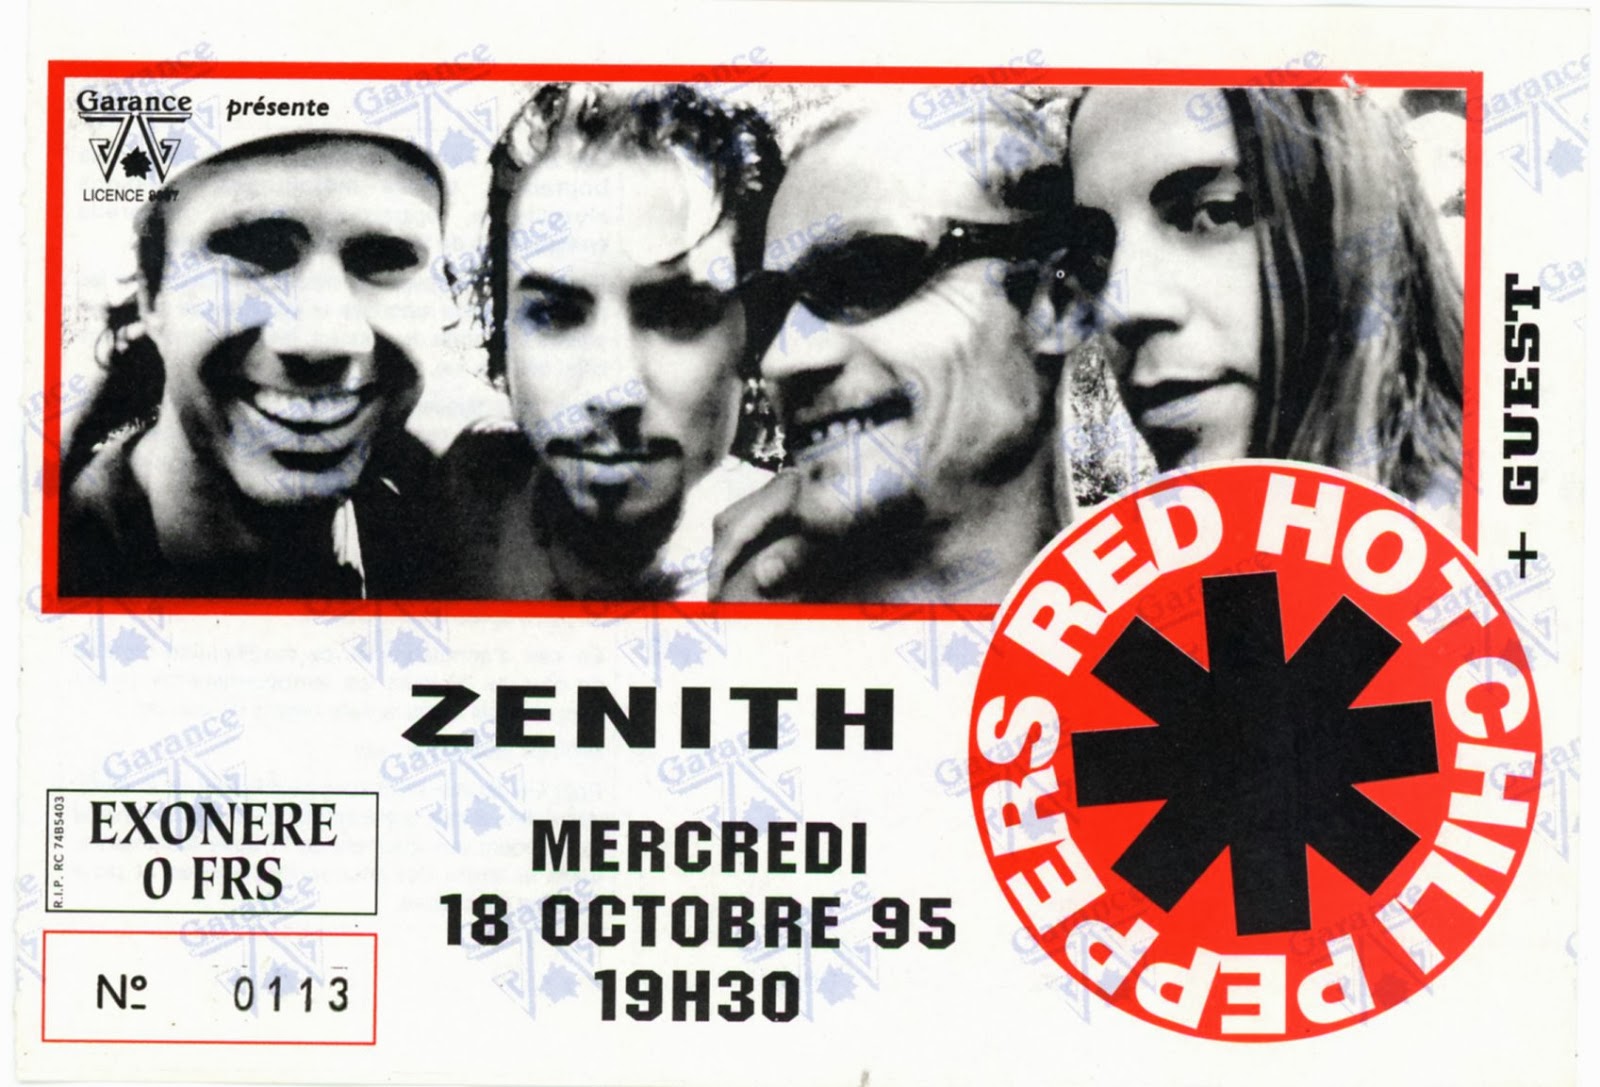 Garance
présente
LICENCE
+ GUEST
RED HOT CHILI PEPPERS
ZENITH
MERCREDI
18 OCTOBRE 95
19H30
R.I.P. RC 74B5403
EXONERE
0 FRS
Nº 0113